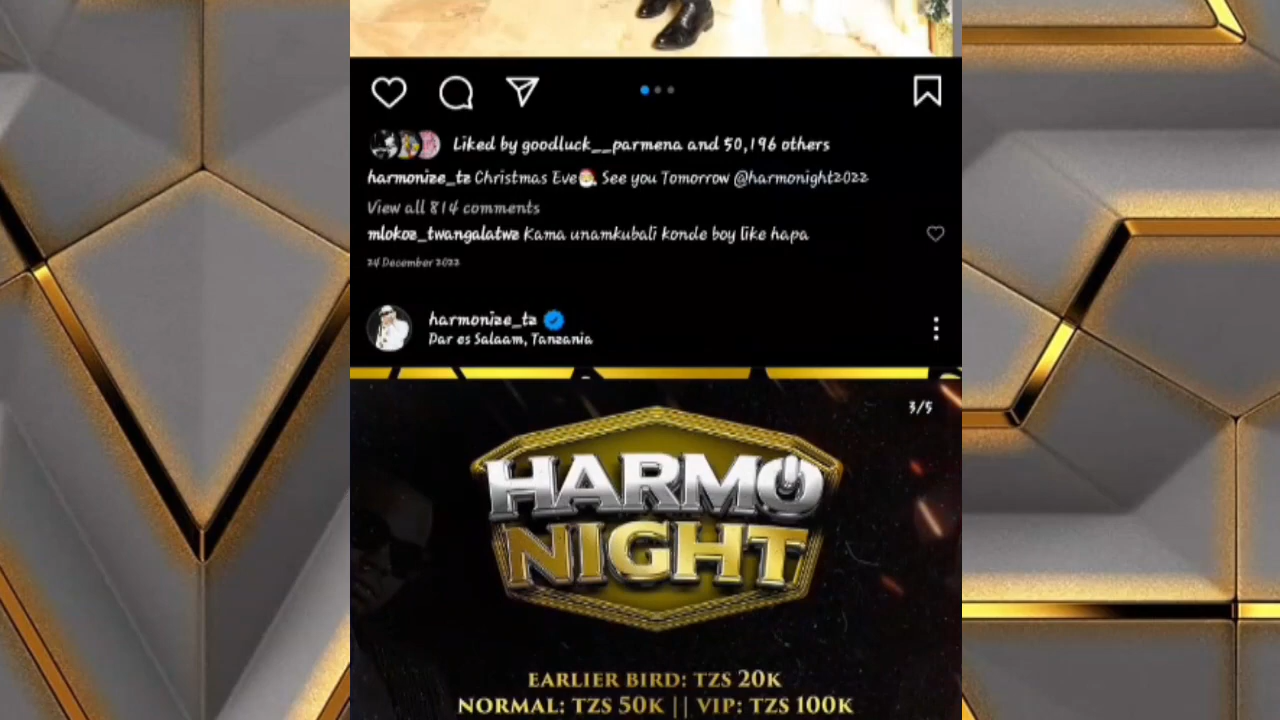 Liked by goodluck__parmena and 50,196 others
harmonize_tz Christmas Eve🎅 See you Tomorrow @harmonight2022
View all 814 comments
mlokoz_twangalatwz Kama unamkubali konde boy like hapa
24 December 2022
harmonize_tz
Dar es Salaam, Tanzania
3/5
HARMO
NIGHT
EARLIER BIRD: TZS 20K
NORMAL: TZS 50K || VIP: TZS 100K